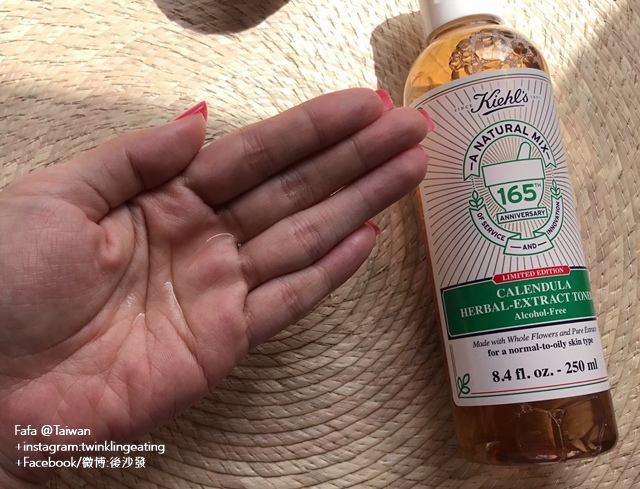 SINCE Kiehl's 1851
A NATURAL MIX
165TH
ANNIVERSARY
OF SERVICE AND INNOVATION
LIMITED EDITION
CALENDULA
HERBAL-EXTRACT TONE
Alcohol-Free
Made with Whole Flowers and Pure Extracts
for a normal-to-oily skin type
8.4 fl. oz. - 250 ml
Fafa @Taiwan
+instagram:twinklingeating
+Facebook/微博:後沙發